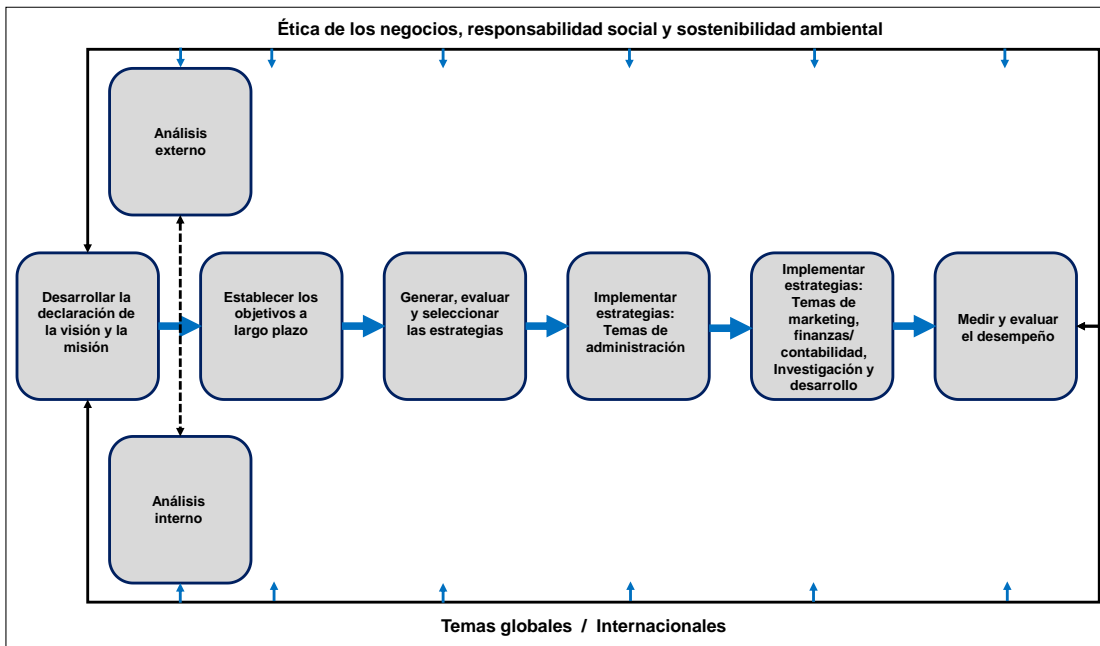 Ética de los negocios, responsabilidad social y sostenibilidad ambiental
Análisis
externo
Desarrollar la
declaración de
la visión y la
misión
Establecer los
objetivos a
largo plazo
Generar, evaluar
y seleccionar
las estrategias
Implementar
estrategias:
Temas de
administración
Implementar
estrategias:
Temas de
marketing,
finanzas/
contabilidad,
Investigación y
desarrollo
Medir y evaluar
el desempeño
Análisis
interno
Temas globales / Internacionales